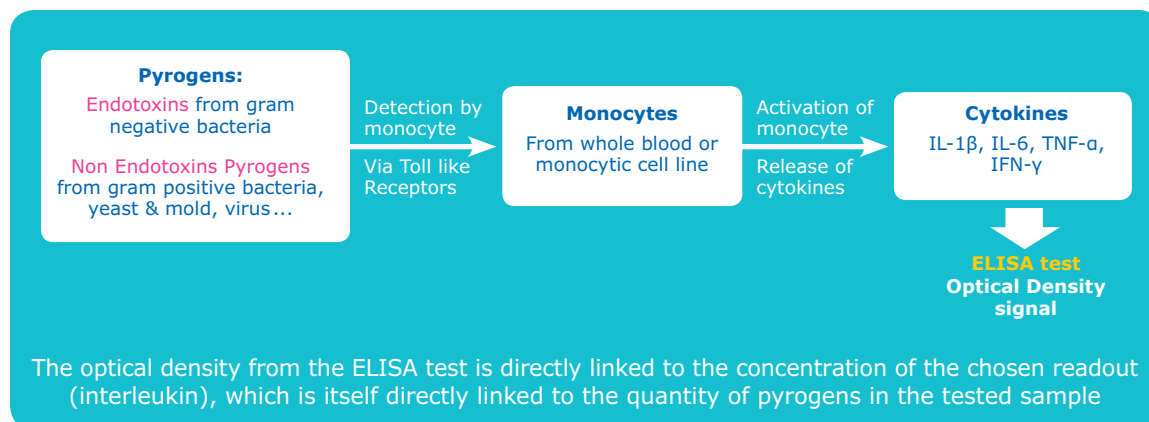 Pyrogens:
Endotoxins from gram
negative bacteria
Non Endotoxins Pyrogens
from gram positive bacteria,
yeast & mold, virus...
Detection by
monocyte
Via Toll like
Receptors
Monocytes
From whole blood or
monocytic cell line
Activation of
monocyte
Release of
cytokines
Cytokines
IL-1β, IL-6, TNF-α,
IFN-γ
ELISA test
Optical Density
signal
The optical density from the ELISA test is directly linked to the concentration of the chosen readout
(interleukin), which is itself directly linked to the quantity of pyrogens in the tested sample